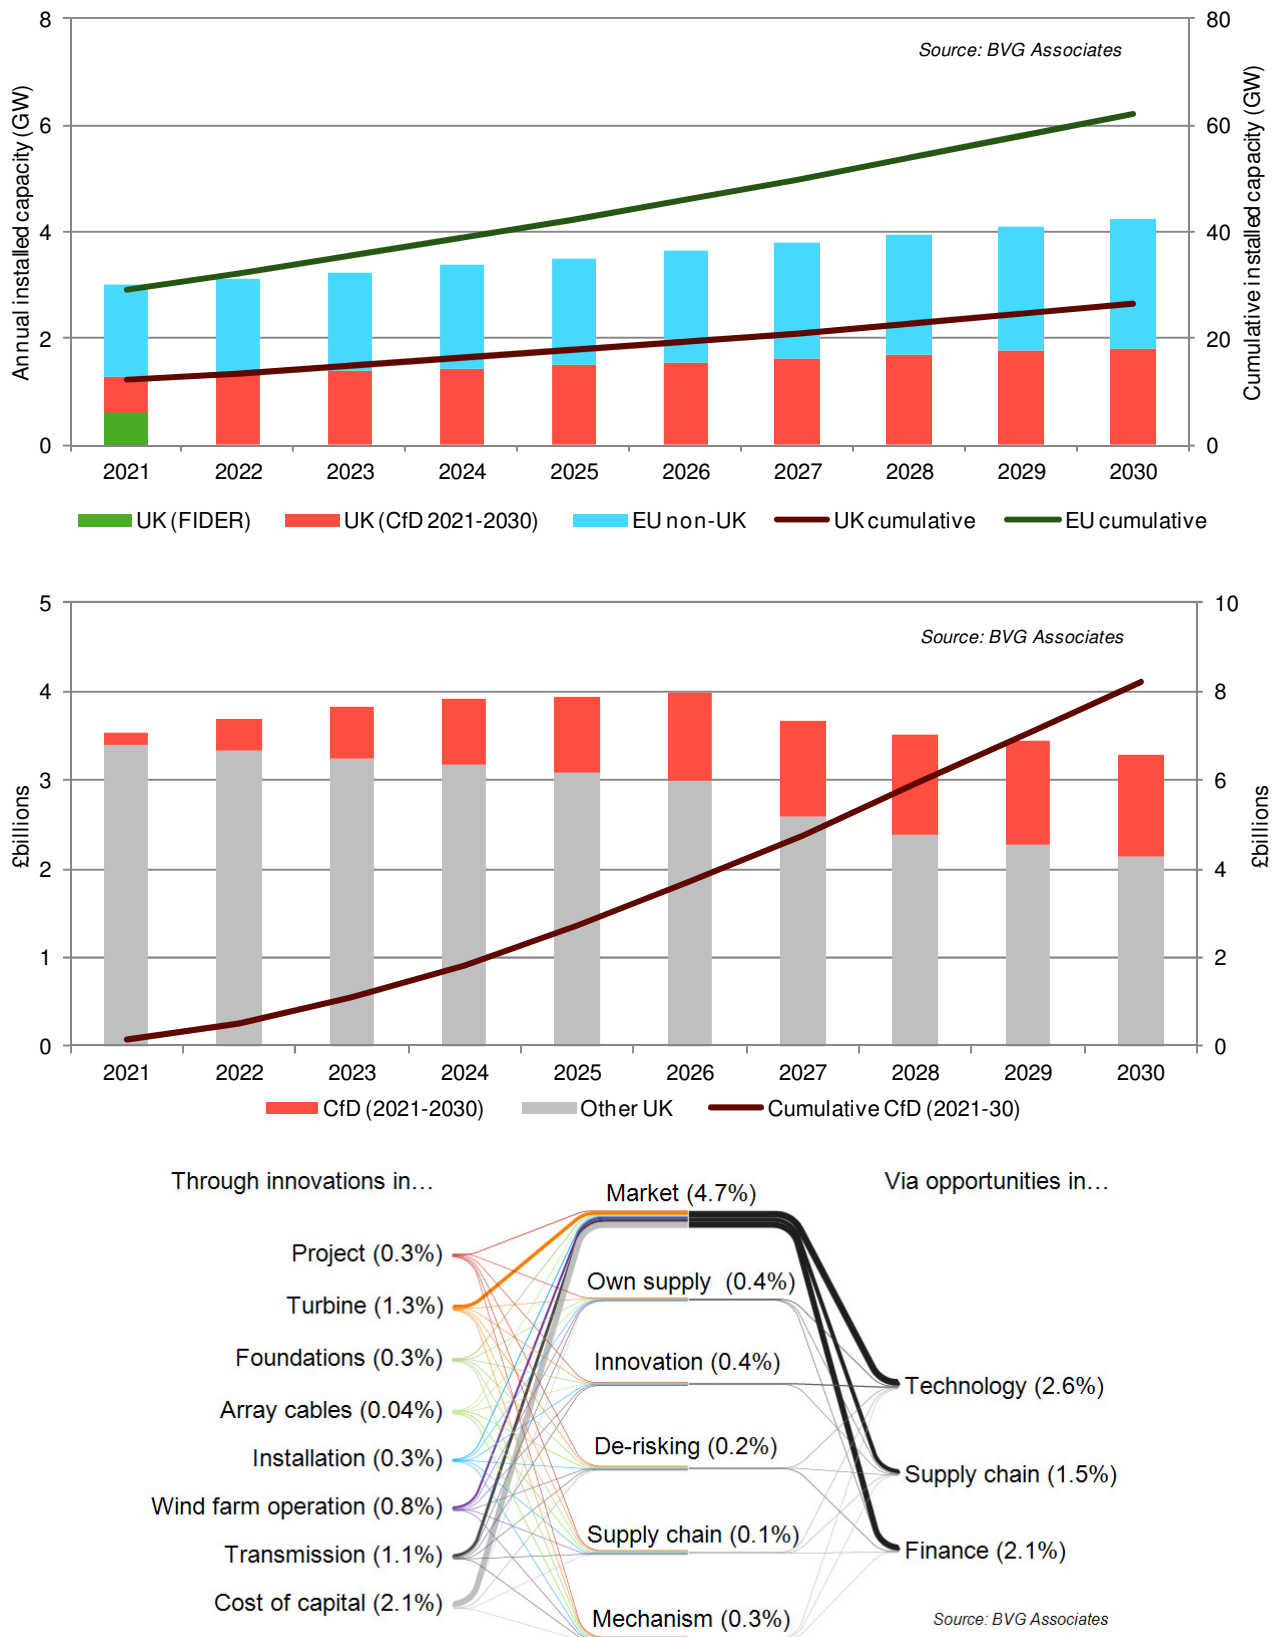 8
80
Source: BVG Associates
6
60
4
40
2
20
0
0
Annual installed capacity (GW)
Cumulative installed capacity (GW)
2021 2022 2023 2024 2025 2026 2027 2028 2029 2030
UK (FIDER) UK (CfD 2021-2030) EU non-UK UK cumulative EU cumulative
5
10
Source: BVG Associates
4
8
3
6
2
4
1
2
0
0
£billions
£billions
2021 2022 2023 2024 2025 2026 2027 2028 2029 2030
CfD (2021-2030) Other UK Cumulative CfD (2021-30)
Through innovations in…
Via opportunities in…
Market (4.7%)
Project (0.3%)
Own supply (0.4%)
Turbine (1.3%)
Foundations (0.3%)
Innovation (0.4%)
Technology (2.6%)
Array cables (0.04%)
De-risking (0.2%)
Installation (0.3%)
Supply chain (1.5%)
Wind farm operation (0.8%)
Supply chain (0.1%)
Transmission (1.1%)
Finance (2.1%)
Cost of capital (2.1%)
Mechanism (0.3%)
Source: BVG Associates